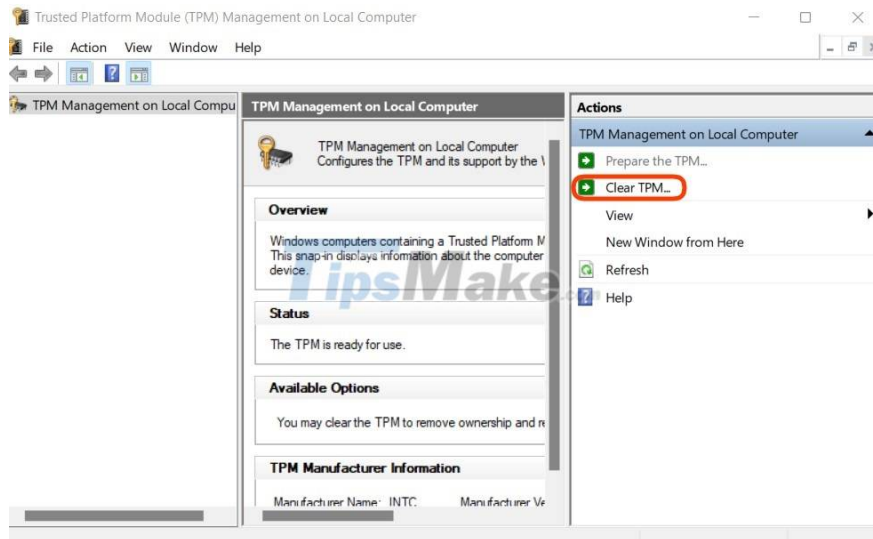 Trusted Platform Module (TPM) Management on Local Computer
File Action View Window Help
TPM Management on Local Compu
TPM Management on Local Computer
TPM Management on Local Computer
Configures the TPM and its support by the
Overview
Windows computers containing a Trusted Platform M
This snap-in displays information about the computer
device.
Status
The TPM is ready for use.
Available Options
You may clear the TPM to remove ownership and re
TPM Manufacturer Information
Manufacturer Name: INTC Manufacturer Ve
Actions
TPM Management on Local Computer
Prepare the TPM...
Clear TPM...
View
New Window from Here
Refresh
Help
TipsMake.com